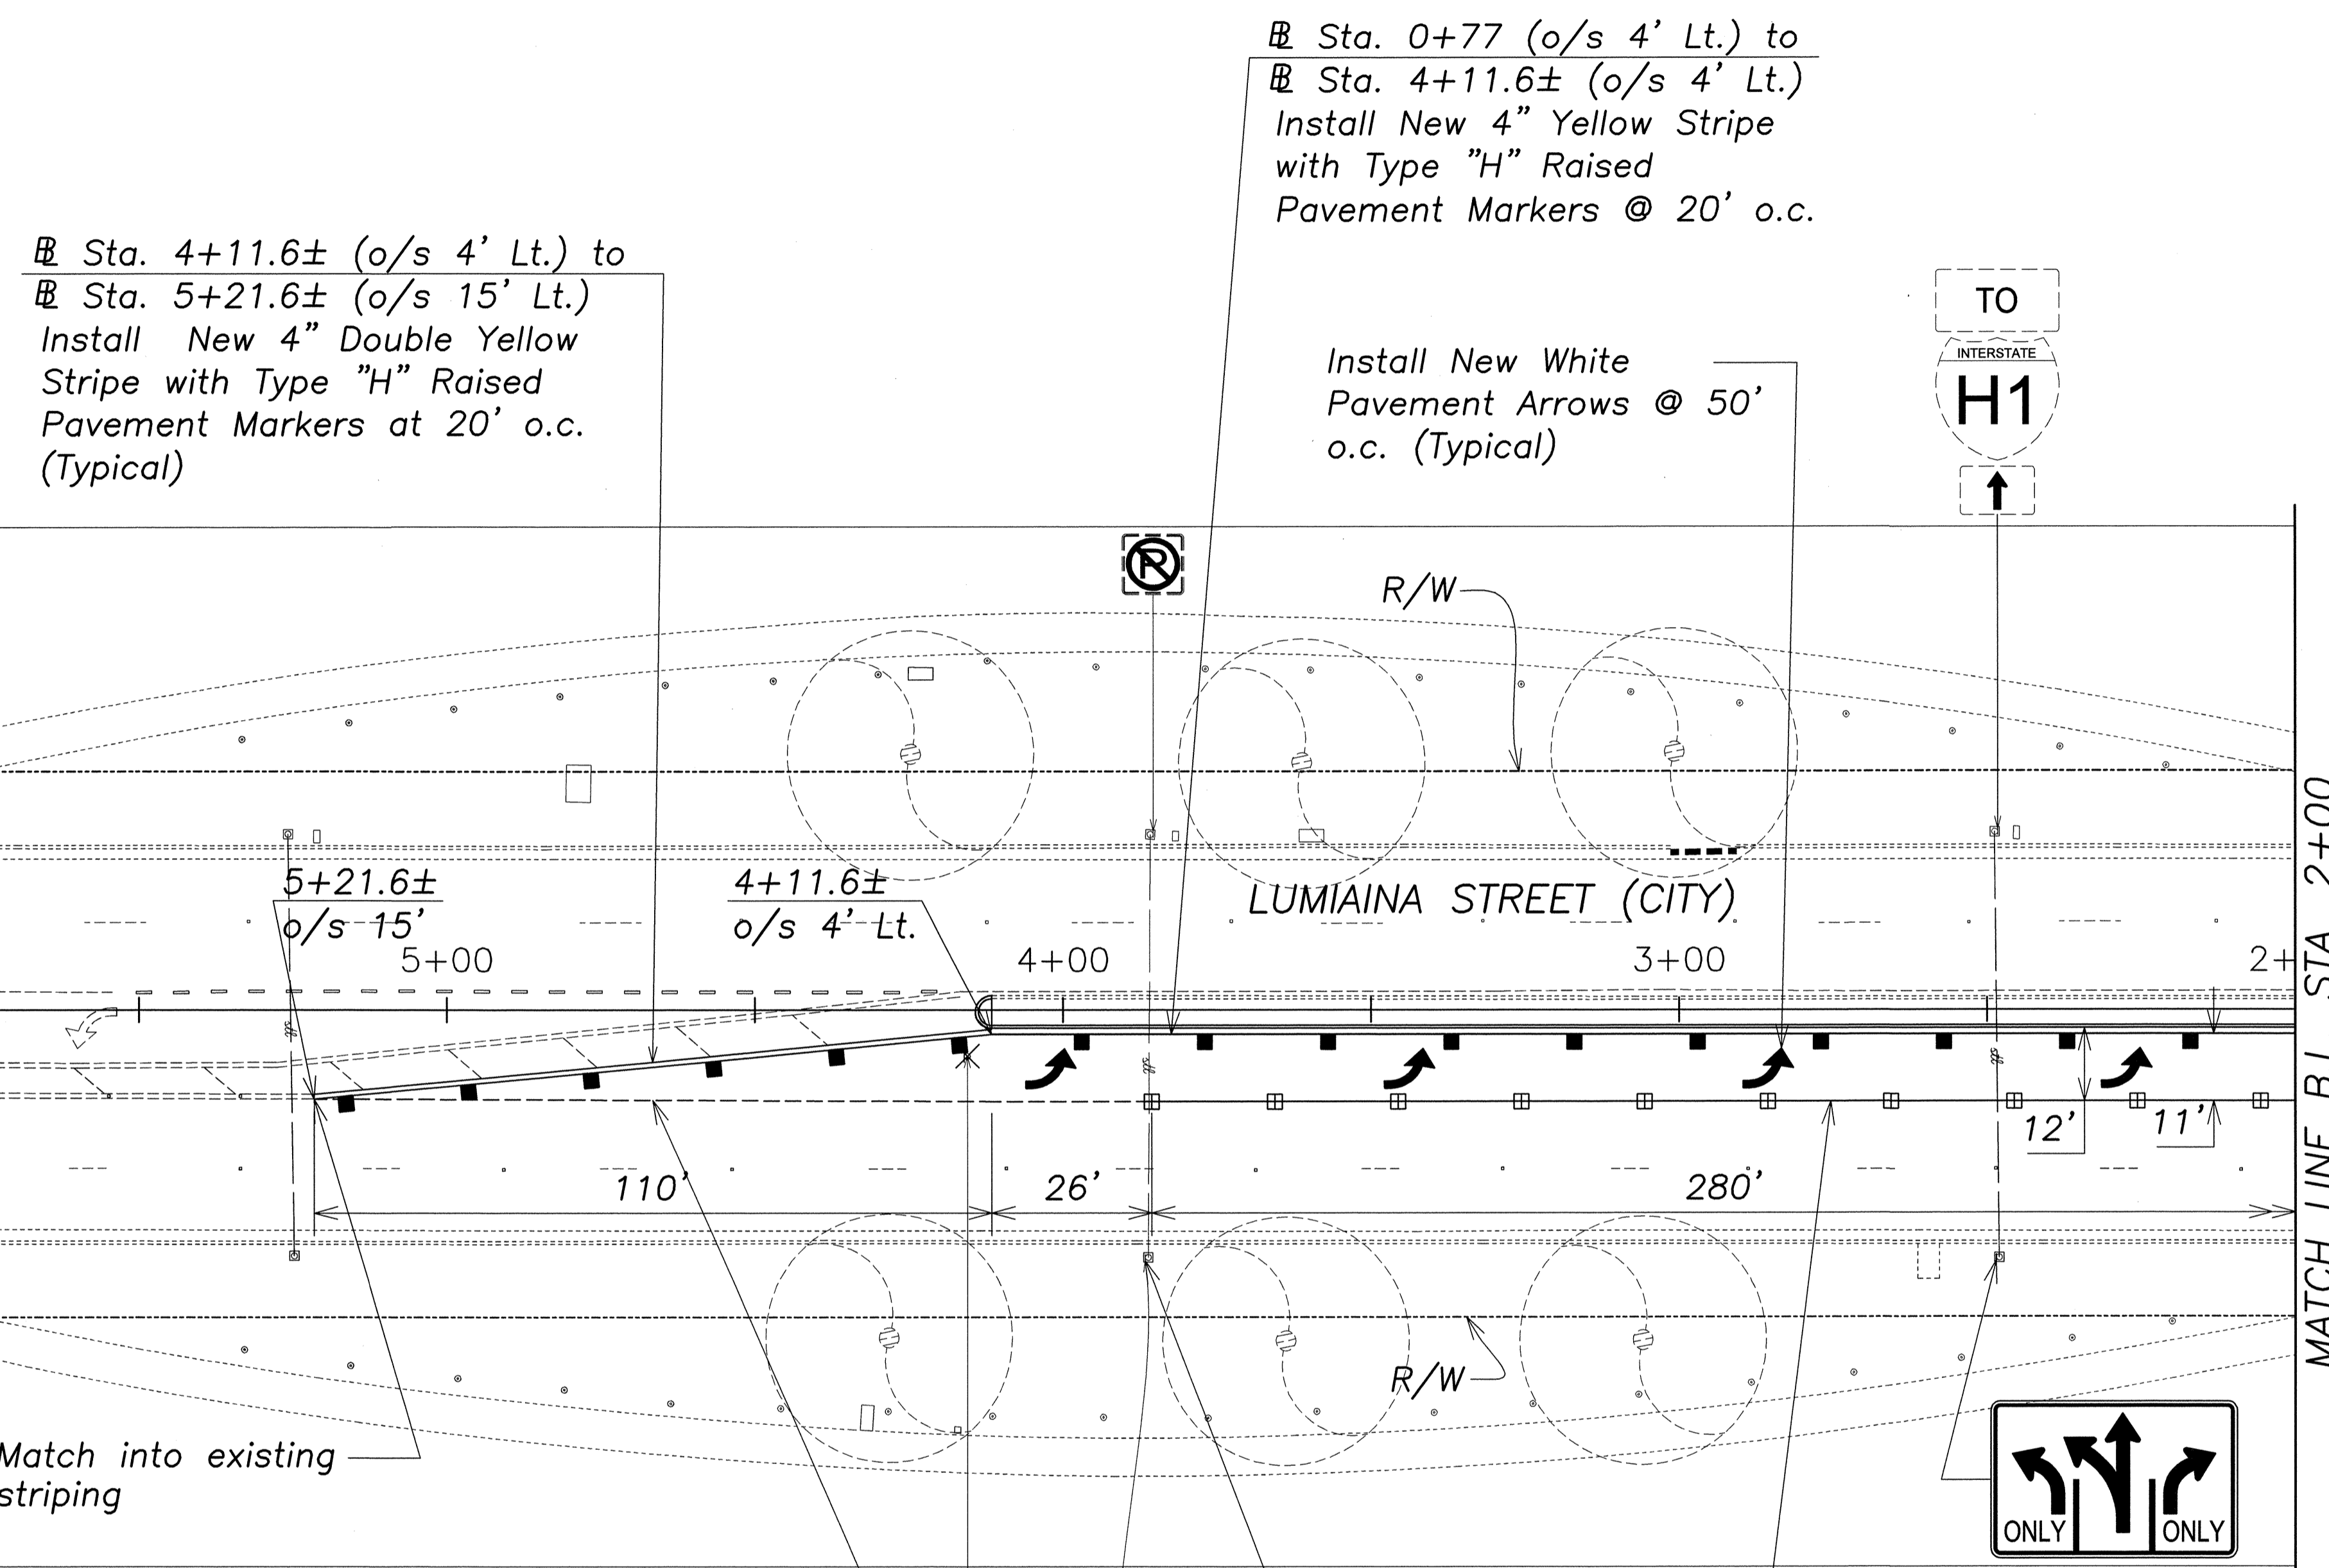 ℄ Sta. 0+77 (o/s 4' Lt.) to
℄ Sta. 4+11.6± (o/s 4' Lt.)
Install New 4" Yellow Stripe
with Type "H" Raised
Pavement Markers @ 20' o.c.
℄ Sta. 4+11.6± (o/s 4' Lt.) to
℄ Sta. 5+21.6± (o/s 15' Lt.)
Install New 4" Double Yellow
Stripe with Type "H" Raised
Pavement Markers at 20' o.c.
(Typical)
Install New White
Pavement Arrows @ 50'
o.c. (Typical)
TO
INTERSTATE
H1
R
R/W
5+21.6±
o/s 15'
4+11.6±
o/s 4' Lt.
LUMIAINA STREET (CITY)
5+00
4+00
3+00
2+
110'
26'
280'
12'
11'
R/W
Match into existing
striping
ONLY
ONLY
MATCH LINE BL STA 2+00